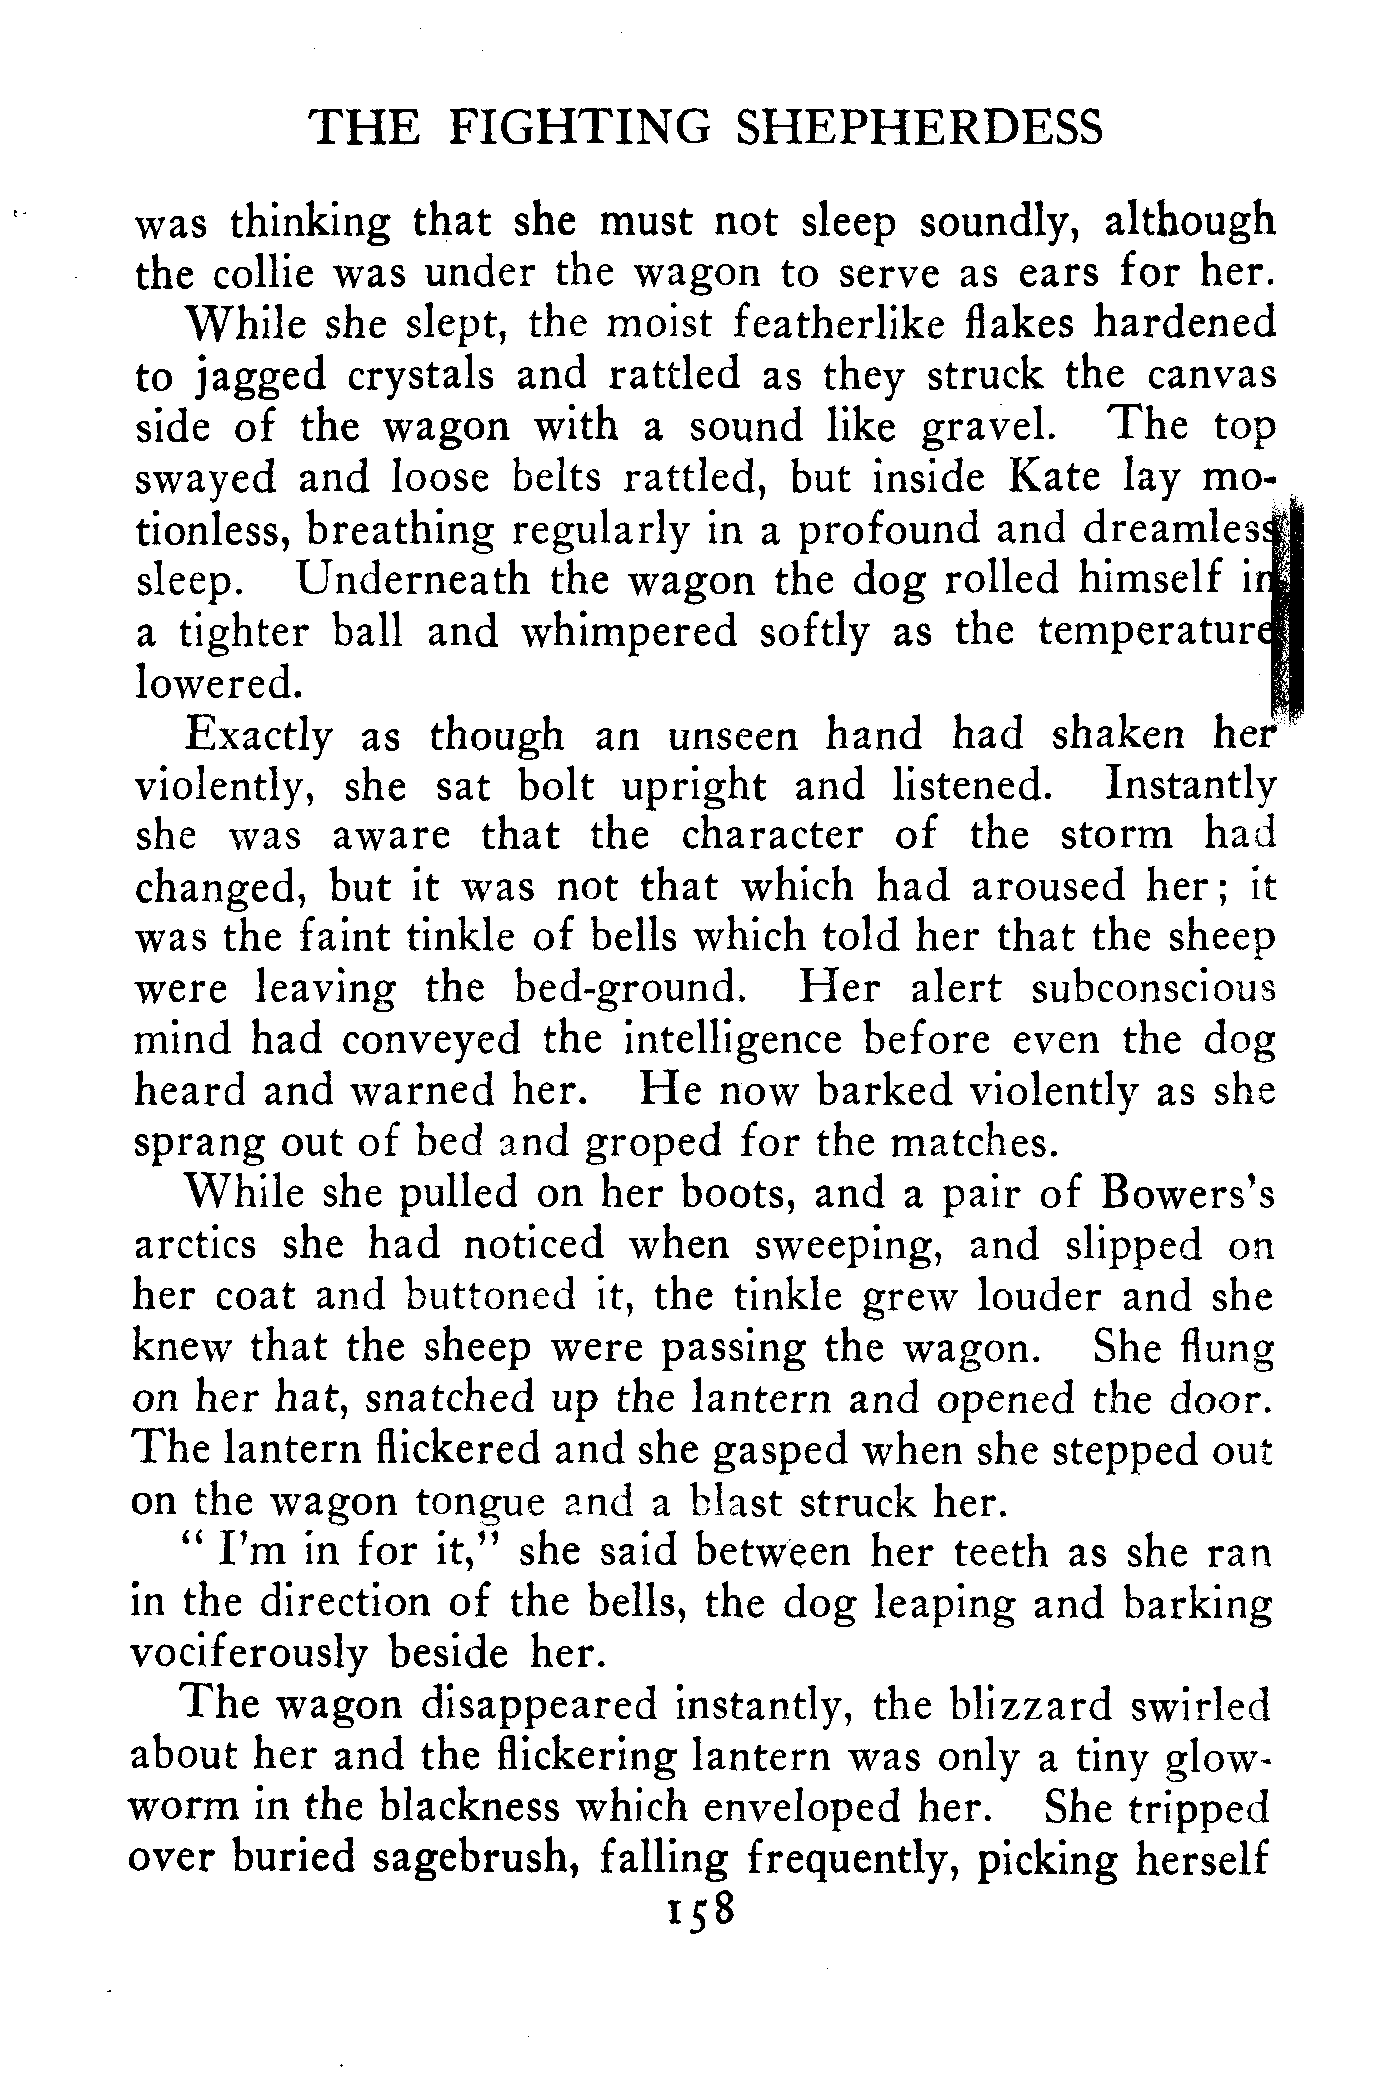 THE FIGHTING SHEPHERDESS
was thinking that she must not sleep soundly, although
the collie was under the wagon to serve as ears for her.
While she slept, the moist featherlike flakes hardened
to jagged crystals and rattled as they struck the canvas
side of the wagon with a sound like gravel. The top
swayed and loose belts rattled, but inside Kate lay mo-
tionless, breathing regularly in a profound and dreamless
sleep. Underneath the wagon the dog rolled himself in
a tighter ball and whimpered softly as the temperature
lowered.
Exactly as though an unseen hand had shaken her
violently, she sat bolt upright and listened. Instantly
she was aware that the character of the storm had
changed, but it was not that which had aroused her; it
was the faint tinkle of bells which told her that the sheep
were leaving the bed-ground. Her alert subconscious
mind had conveyed the intelligence before even the dog
heard and warned her. He now barked violently as she
sprang out of bed and groped for the matches.
While she pulled on her boots, and a pair of Bowers's
arctics she had noticed when sweeping, and slipped on
her coat and buttoned it, the tinkle grew louder and she
knew that the sheep were passing the wagon. She flung
on her hat, snatched up the lantern and opened the door.
The lantern flickered and she gasped when she stepped out
on the wagon tongue and a blast struck her.
" I'm in for it," she said between her teeth as she ran
in the direction of the bells, the dog leaping and barking
vociferously beside her.
The wagon disappeared instantly, the blizzard swirled
about her and the flickering lantern was only a tiny glow-
worm in the blackness which enveloped her. She tripped
over buried sagebrush, falling frequently, picking herself
158